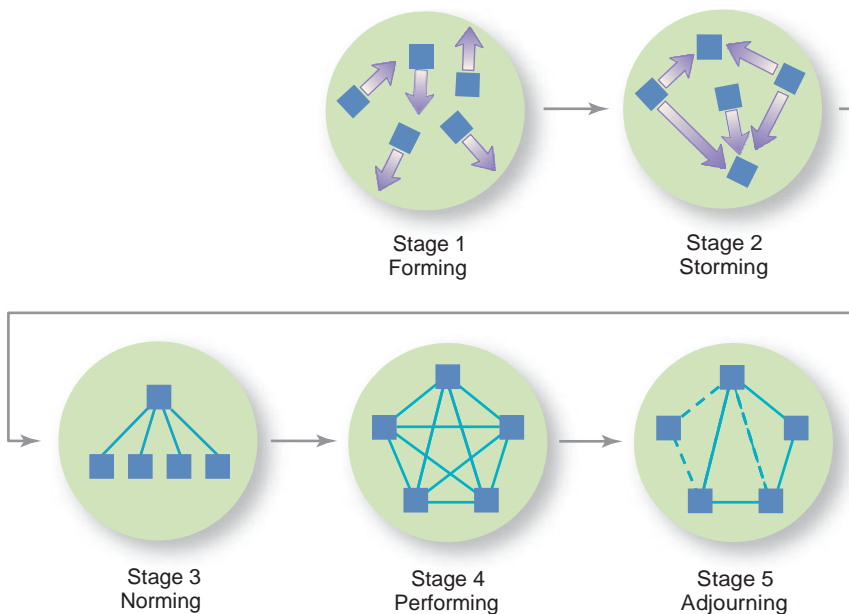 Stage 1
Forming
Stage 2
Storming
Stage 3
Norming
Stage 4
Performing
Stage 5
Adjourning